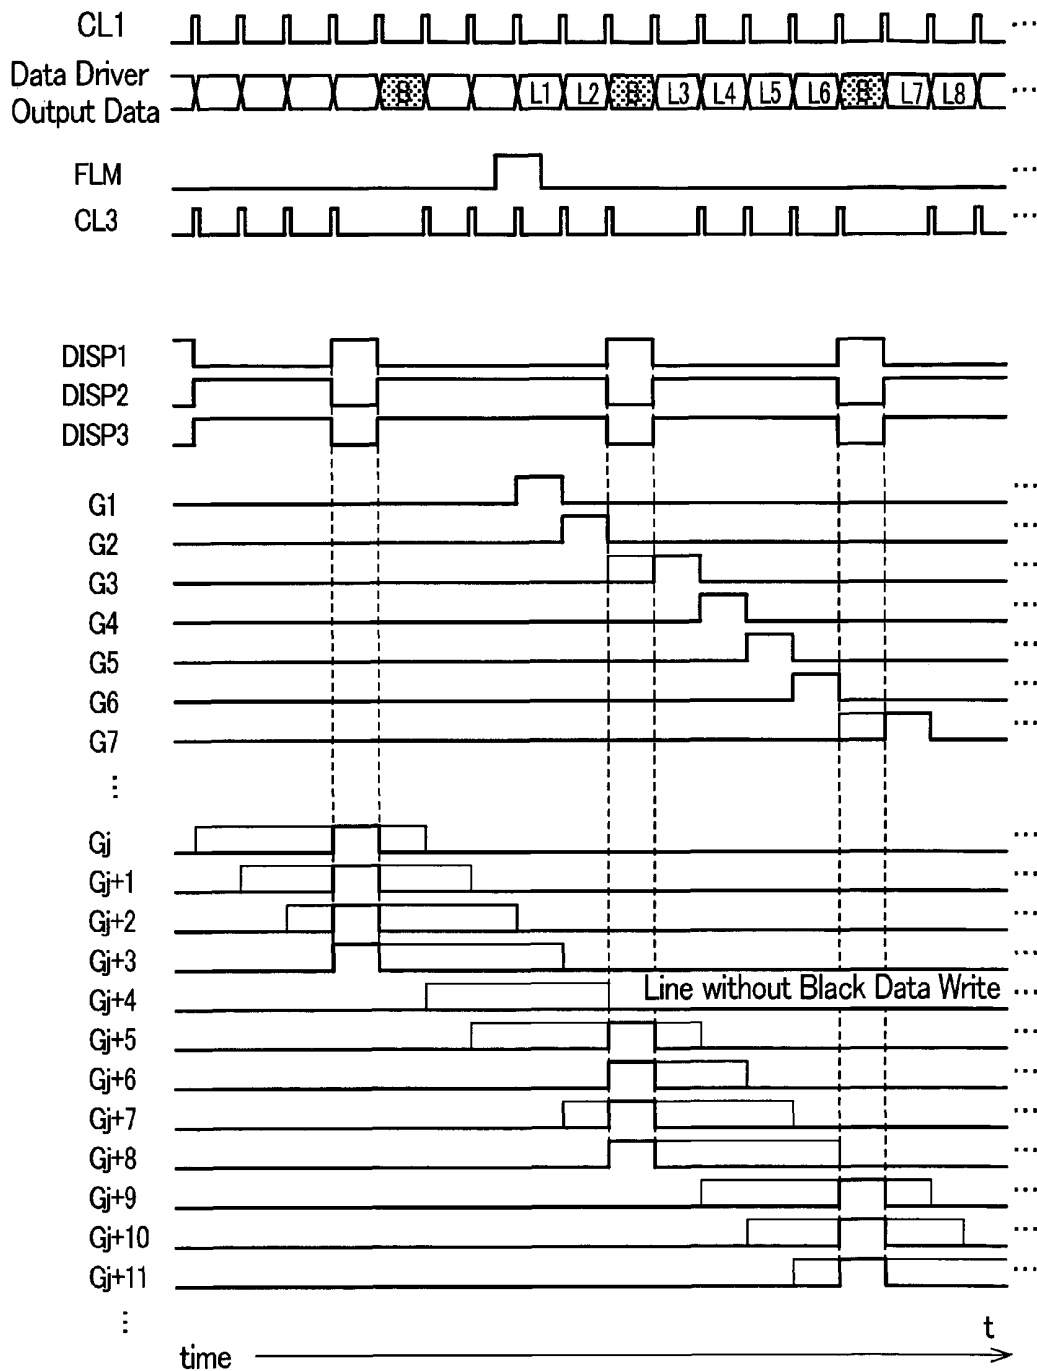 CL1 ...
Data Driver
Output Data B L1 L2 B L3 L4 L5 L6 B L7 L8 ...
FLM ...
CL3 ...
DISP1
DISP2
DISP3
G1 ...
G2 ...
G3 ...
G4 ...
G5 ...
G6 ...
G7 ...
⋮
Gj ...
Gj+1 ...
Gj+2 ...
Gj+3 ...
Gj+4 Line without Black Data Write ...
Gj+5 ...
Gj+6 ...
Gj+7 ...
Gj+8 ...
Gj+9 ...
Gj+10 ...
Gj+11 ...
⋮
t
time